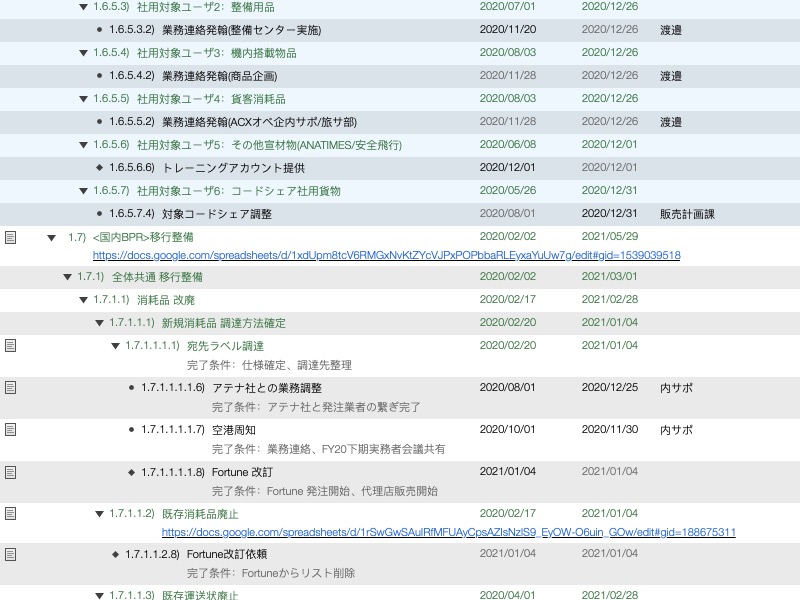 1.6.5.3) 社用対象ユーザ2: 整備用品 2020/07/01 2020/12/26
1.6.5.3.2) 業務連絡発翰(整備センター実施) 2020/11/20 2020/12/26 渡邉
1.6.5.4) 社用対象ユーザ3: 機内搭載物品 2020/08/03 2020/12/26
1.6.5.4.2) 業務連絡発翰(商品企画) 2020/11/28 2020/12/26 渡邉
1.6.5.5) 社用対象ユーザ4: 貨客消耗品 2020/08/03 2020/12/26
1.6.5.5.2) 業務連絡発翰(ACXオペ企内サポ/旅サ部) 2020/11/28 2020/12/26 渡邉
1.6.5.6) 社用対象ユーザ5: その他宣材物(ANATIMES/安全飛行) 2020/06/08 2020/12/01
1.6.5.6.6) トレーニングアカウント提供 2020/12/01 2020/12/01
1.6.5.7) 社用対象ユーザ6: コードシェア社用貨物 2020/05/26 2020/12/31
1.6.5.7.4) 対象コードシェア調整 2020/08/01 2020/12/31 販売計画課
1.7) <国内BPR>移行整備 2020/02/02 2021/05/29
https://docs.google.com/spreadsheets/d/1xdUpm8tcV6RMGxNvKtZYcVJPxPOPbbaRLEyxaYuUw7g/edit#gid=1539039518
1.7.1) 全体共通 移行整備 2020/02/02 2021/03/01
1.7.1.1) 消耗品 改廃 2020/02/17 2021/02/28
1.7.1.1.1) 新規消耗品 調達方法確定 2020/02/20 2021/01/04
1.7.1.1.1.1) 宛先ラベル調達 2020/02/20 2021/01/04
完了条件: 仕様確定、調達先整理
1.7.1.1.1.1.6) アテナ社との業務調整 2020/08/01 2020/12/25 内サポ
完了条件: アテナ社と発注業者の繋ぎ完了
1.7.1.1.1.1.7) 空港周知 2020/10/01 2020/11/30 内サポ
完了条件: 業務連絡、FY20下期実務者会議共有
1.7.1.1.1.1.8) Fortune 改訂 2021/01/04 2021/01/04
完了条件: Fortune 発注開始、代理店販売開始
1.7.1.1.2) 既存消耗品廃止 2020/02/17 2021/01/04
https://docs.google.com/spreadsheets/d/1rSwGwSAulRfMFUAyCpsAZIsNzlS9_EyOW-O6uin_GOw/edit#gid=188675311
1.7.1.1.2.8) Fortune改訂依頼 2021/01/04 2021/01/04
完了条件: Fortuneからリスト削除
1.7.1.1.3) 既存運送状廃止 2020/04/01 2021/02/28